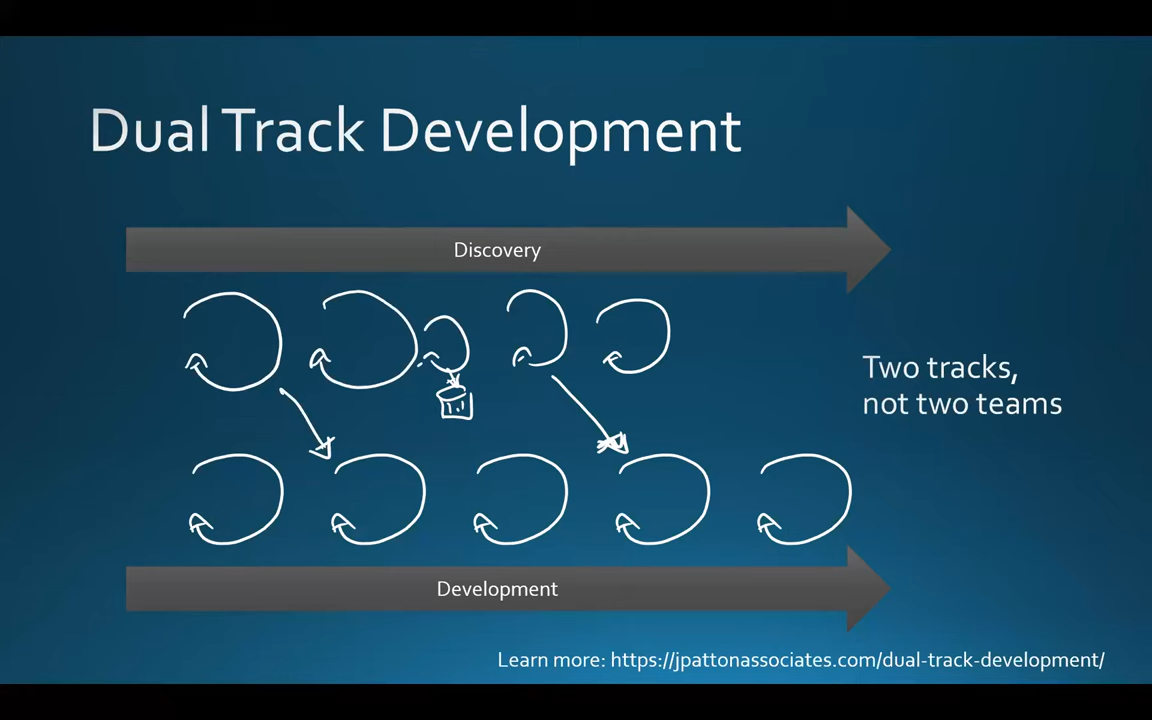 Dual Track Development
Discovery
Two tracks,
not two teams
Development
Learn more: https://jpattonassociates.com/dual-track-development/